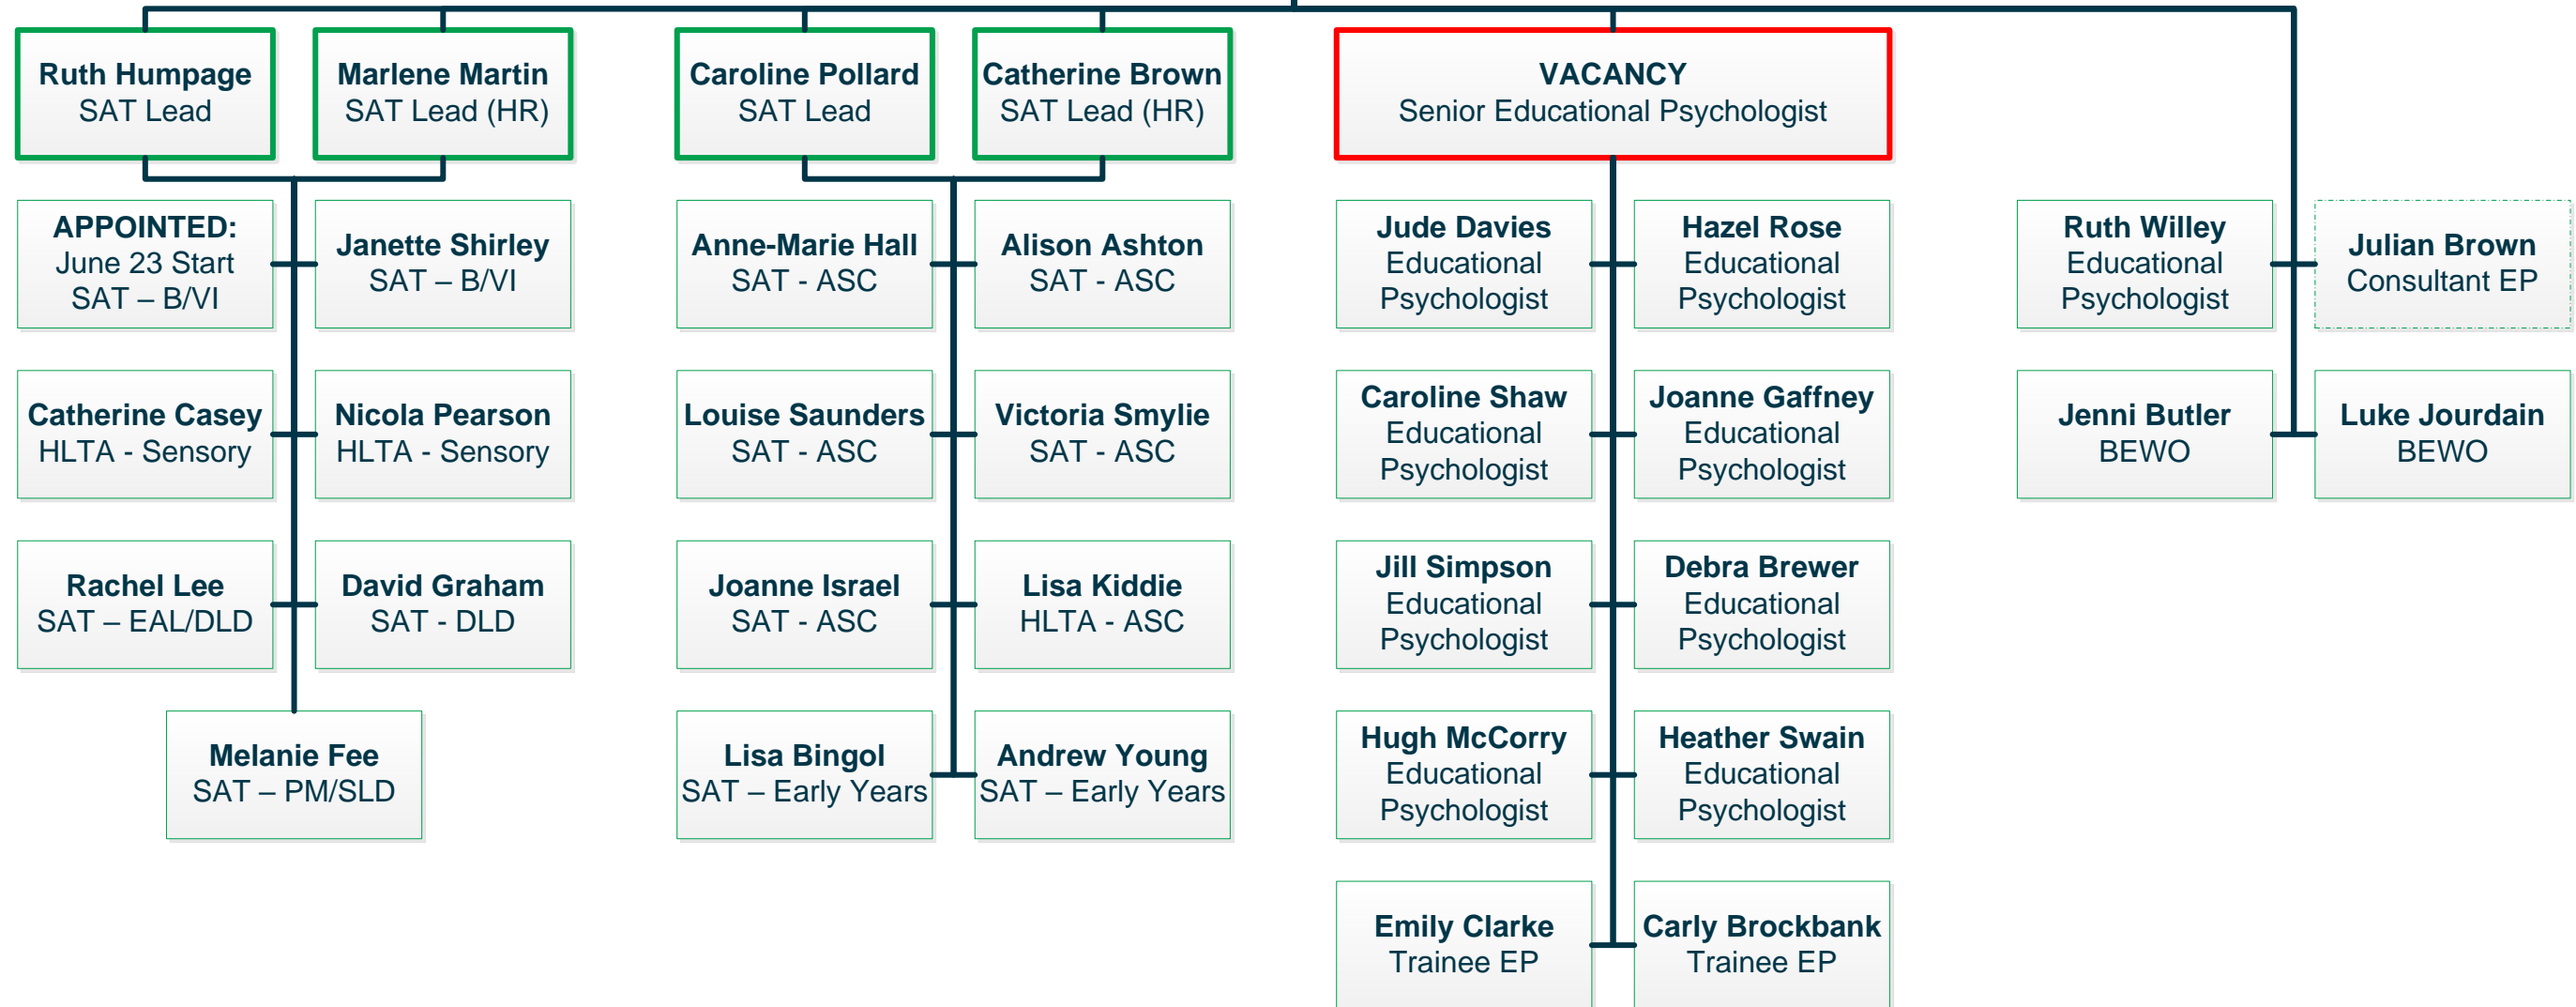 Ruth Humpage
SAT Lead
Marlene Martin
SAT Lead (HR)
Caroline Pollard
SAT Lead
Catherine Brown
SAT Lead (HR)
VACANCY
Senior Educational Psychologist
APPOINTED:
June 23 Start
SAT – B/VI
Janette Shirley
SAT – B/VI
Anne-Marie Hall
SAT - ASC
Alison Ashton
SAT - ASC
Jude Davies
Educational
Psychologist
Hazel Rose
Educational
Psychologist
Ruth Willey
Educational
Psychologist
Julian Brown
Consultant EP
Catherine Casey
HLTA - Sensory
Nicola Pearson
HLTA - Sensory
Louise Saunders
SAT - ASC
Victoria Smylie
SAT - ASC
Caroline Shaw
Educational
Psychologist
Joanne Gaffney
Educational
Psychologist
Jenni Butler
BEWO
Luke Jourdain
BEWO
Rachel Lee
SAT – EAL/DLD
David Graham
SAT - DLD
Joanne Israel
SAT - ASC
Lisa Kiddie
HLTA - ASC
Jill Simpson
Educational
Psychologist
Debra Brewer
Educational
Psychologist
Melanie Fee
SAT – PM/SLD
Lisa Bingol
SAT – Early Years
Andrew Young
SAT – Early Years
Hugh McCorry
Educational
Psychologist
Heather Swain
Educational
Psychologist
Emily Clarke
Trainee EP
Carly Brockbank
Trainee EP